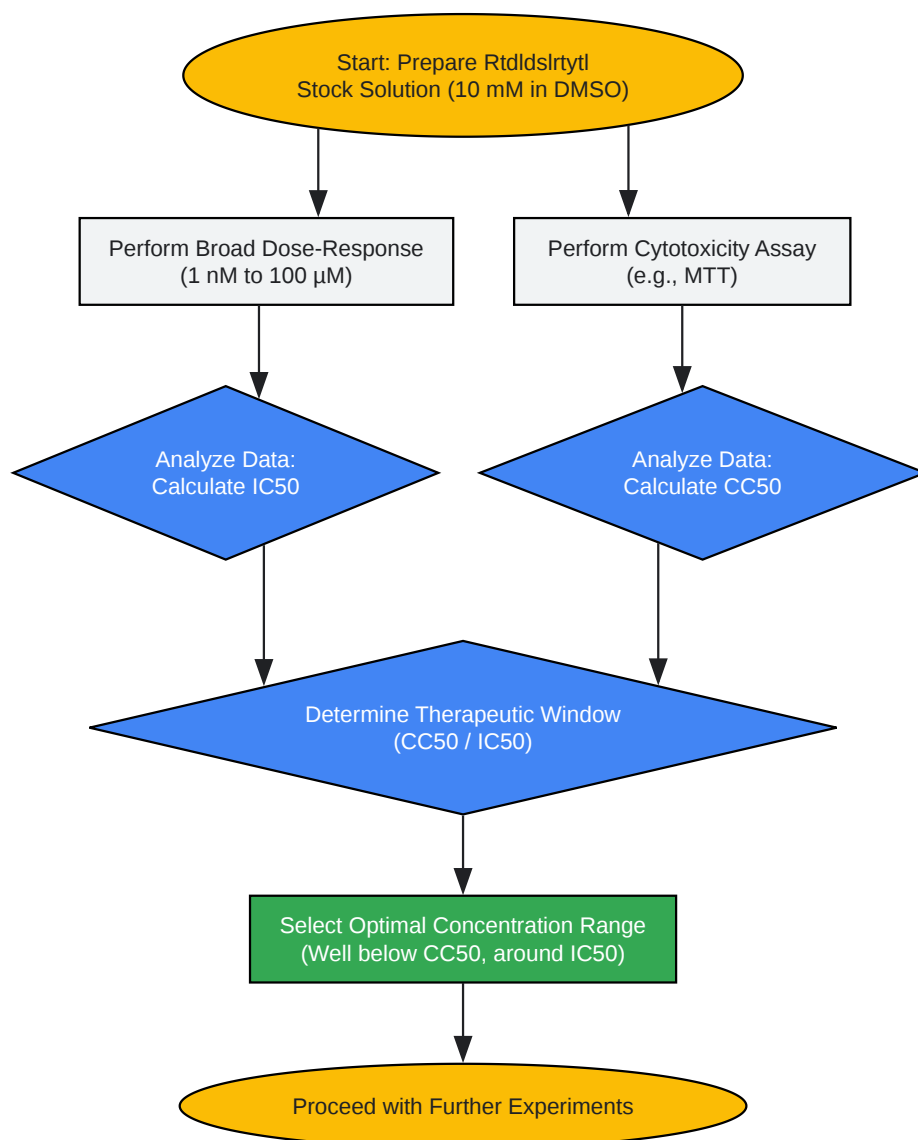 Start: Prepare Rtdldslrtytl
Stock Solution (10 mM in DMSO)
Perform Broad Dose-Response
(1 nM to 100 µM)
Perform Cytotoxicity Assay
(e.g., MTT)
Analyze Data:
Calculate IC50
Analyze Data:
Calculate CC50
Determine Therapeutic Window
(CC50 / IC50)
Select Optimal Concentration Range
(Well below CC50, around IC50)
Proceed with Further Experiments